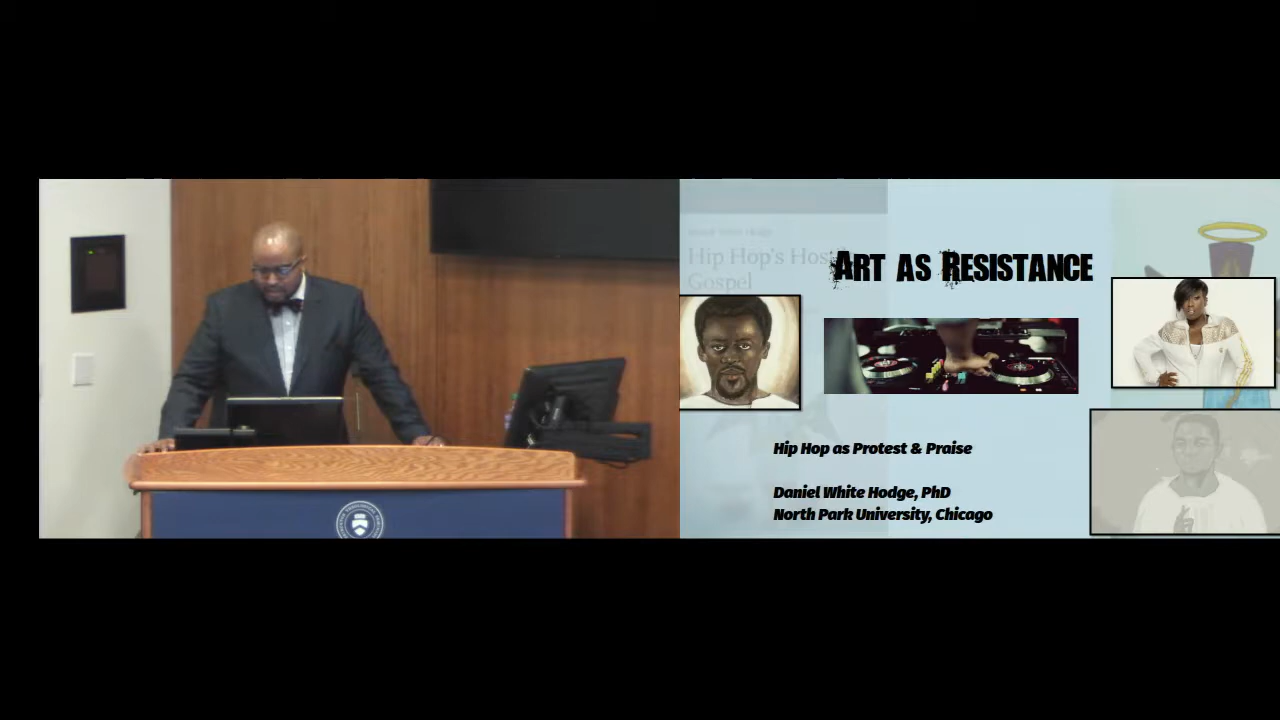 Hip Hop's Hos
Gospel
ART AS RESISTANCE
Hip Hop as Protest & Praise
Daniel White Hodge, PhD
North Park University, Chicago